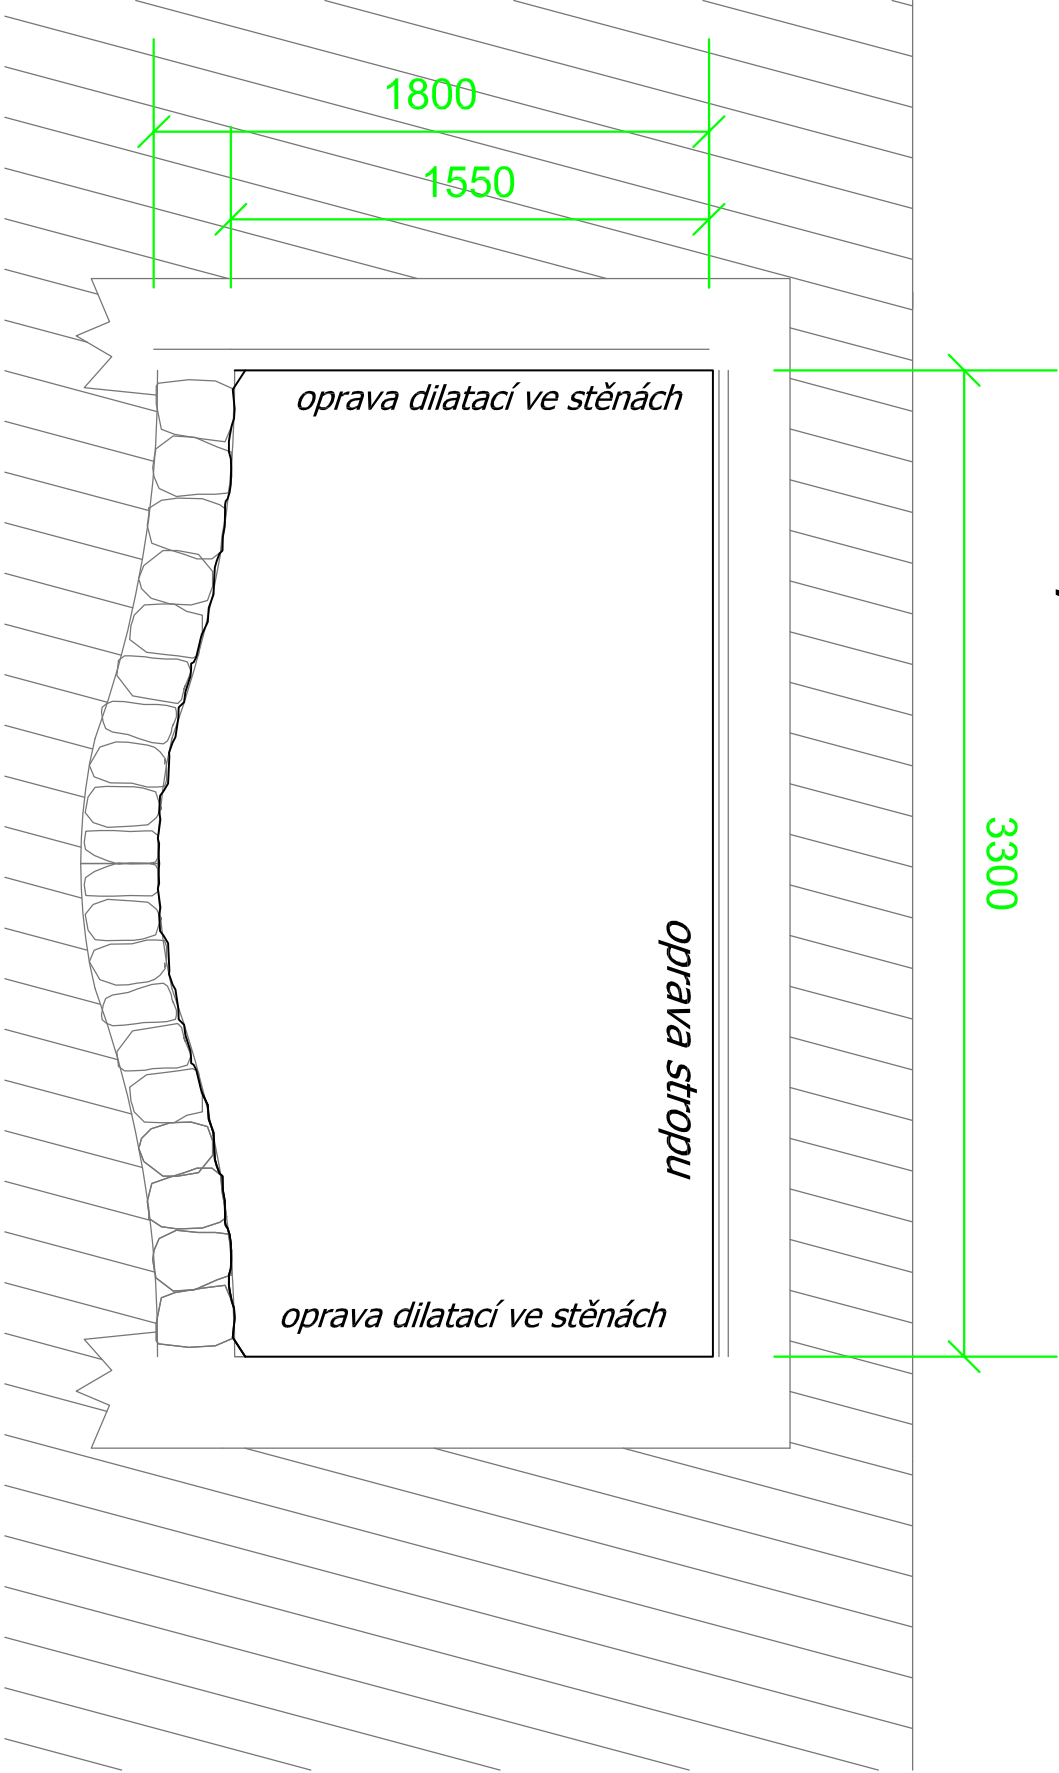 1800
1550
oprava dilatací ve stěnách
3300
oprava stropu
oprava dilatací ve stěnách